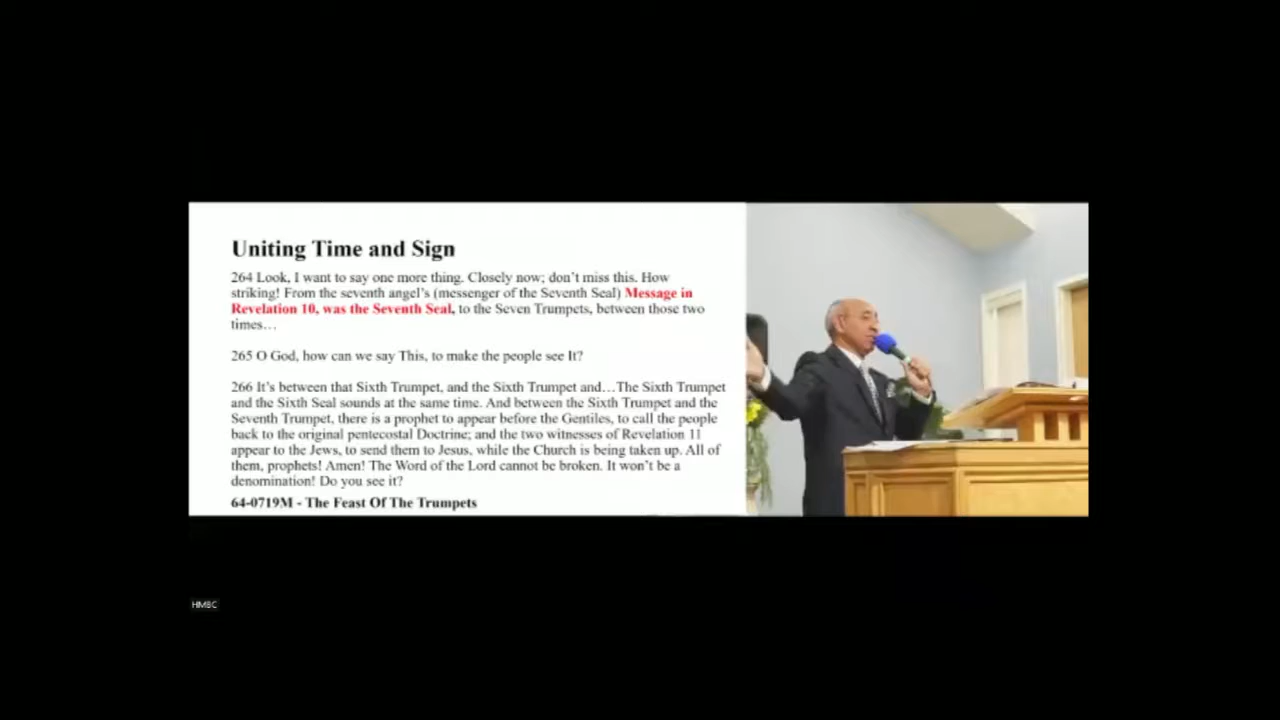 Uniting Time and Sign
264 Look, I want to say one more thing. Closely now; don't miss this. How
striking! From the seventh angel's (messenger of the Seventh Seal) Message in
Revelation 10, was the Seventh Seal, to the Seven Trumpets, between those two
times…
265 O God, how can we say This, to make the people see It?
266 It's between that Sixth Trumpet, and the Sixth Trumpet and…The Sixth Trumpet
and the Sixth Seal sounds at the same time. And between the Sixth Trumpet and the
Seventh Trumpet, there is a prophet to appear before the Gentiles, to call the people
back to the original pentecostal Doctrine; and the two witnesses of Revelation 11
appear to the Jews, to send them to Jesus, while the Church is being taken up. All of
them, prophets! Amen! The Word of the Lord cannot be broken. It won't be a
denomination! Do you see it?
64-0719M - The Feast Of The Trumpets
HMBC